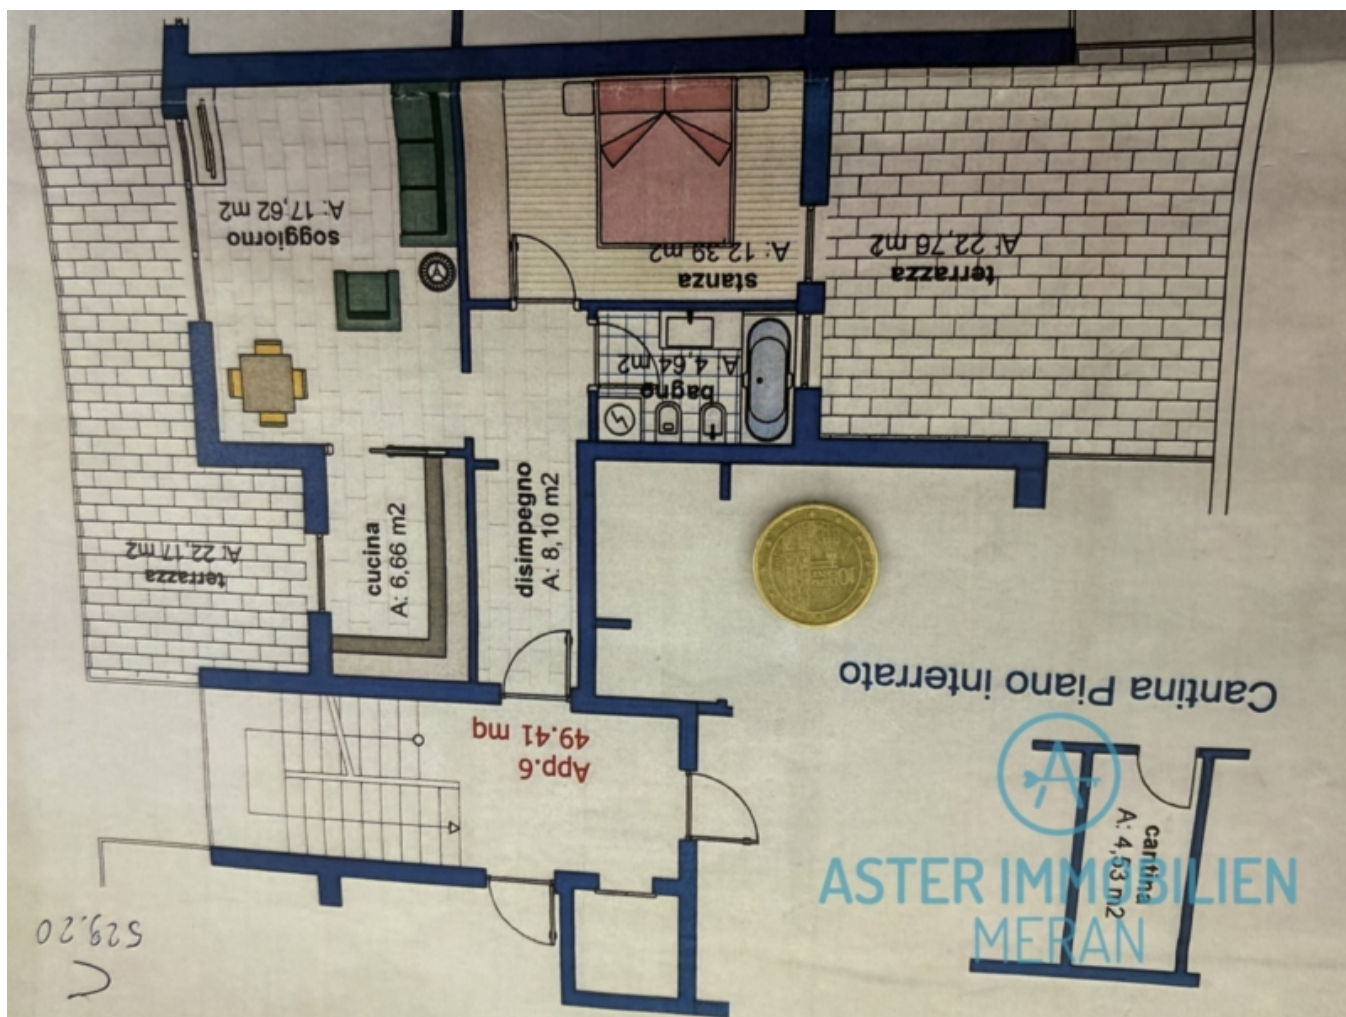 soggiorno
A: 17,62 m2
stanza
A: 12,39 m2
terrazza
A: 22,76 m2
bagno
A 4,64 m2
terrazza
A: 22,17 m2
cucina
A: 6,66 m2
disimpegno
A: 8,10 m2
App.6
49.41 mq
Cantina Piano interrato
cantina
A: 4,53 m2
ASTER IMMOBILIEN
MERAN
529.20
10